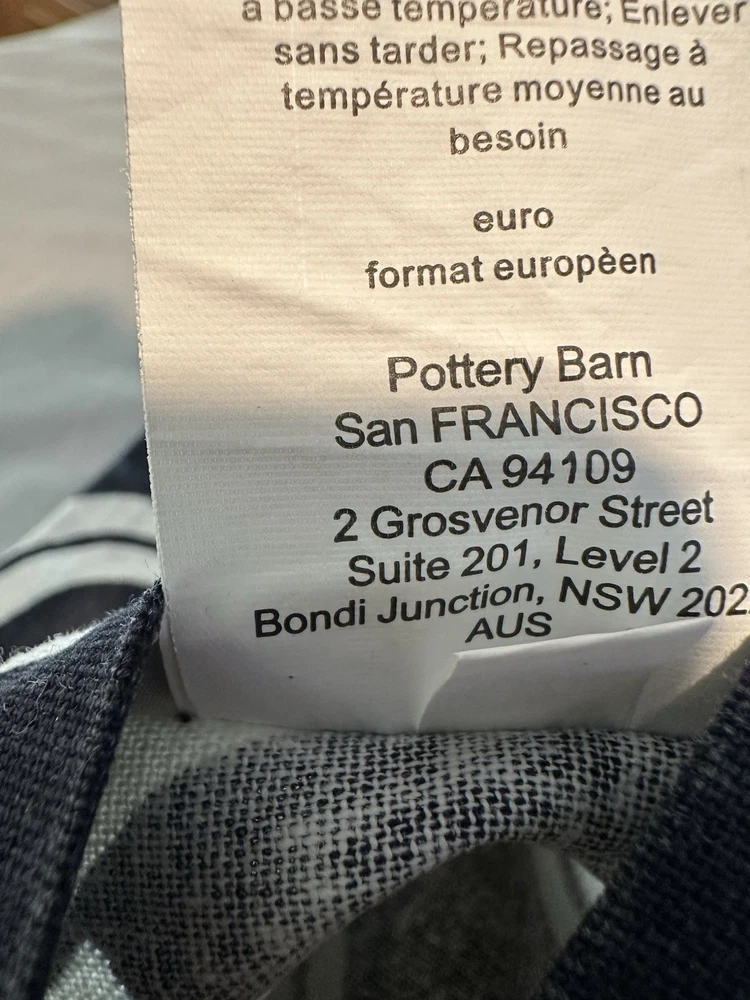 à basse température; Enlever
sans tarder; Repassage à
température moyenne au
besoin
euro
format europèen
Pottery Barn
San FRANCISCO
CA 94109
2 Grosvenor Street
Suite 201, Level 2
Bondi Junction, NSW 202
AUS